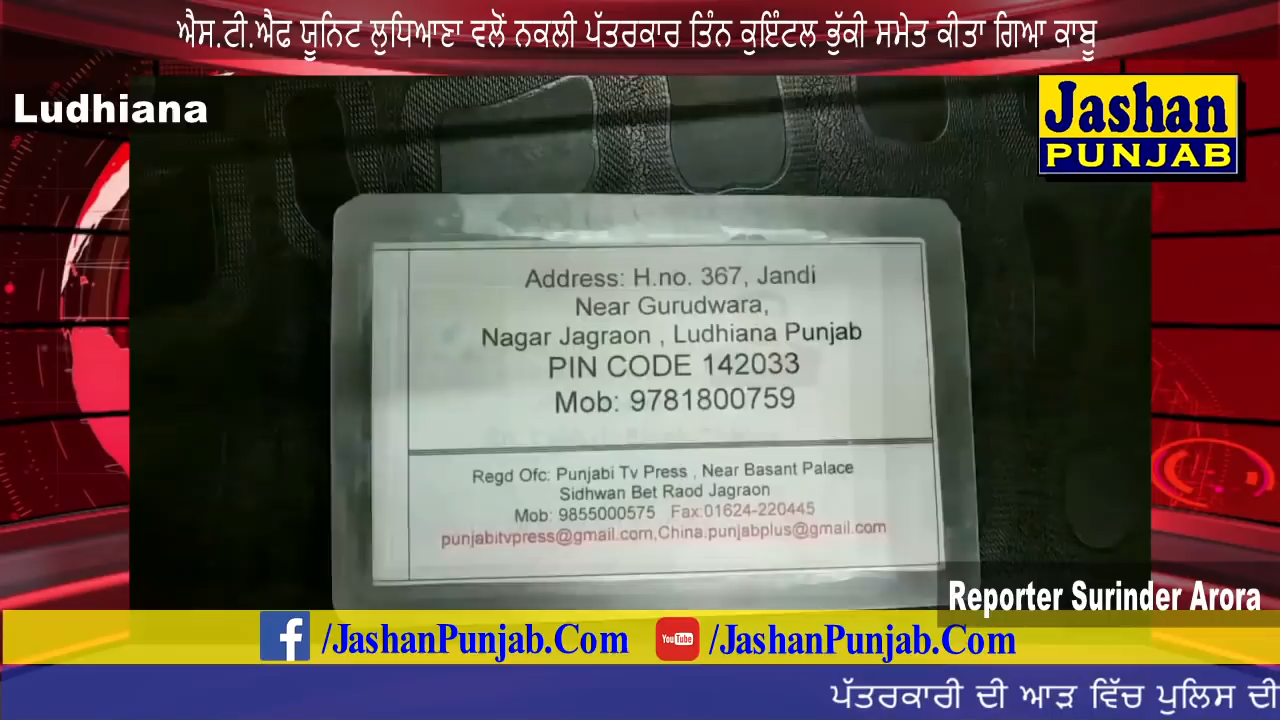 ਐਸ.ਟੀ.ਐਫ ਯੂਨਿਟ ਲੁਧਿਆਣਾ ਵਲੋਂ ਨਕਲੀ ਪੱਤਰਕਾਰ ਤਿੰਨ ਕੁਇੰਟਲ ਭੁੱਕੀ ਸਮੇਤ ਕੀਤਾ ਗਿਆ ਕਾਬੂ
Ludhiana
Jashan
PUNJAB
Address: H.no. 367, Jandi
Near Gurudwara,
Nagar Jagraon , Ludhiana Punjab
PIN CODE 142033
Mob: 9781800759
Regd Ofc: Punjabi Tv Press , Near Basant Palace
Sidhwan Bet Raod Jagraon
Mob: 9855000575 Fax:01624-220445
punjabitvpress@gmail.com,China.punjabplus@gmail.com
Reporter Surinder Arora
f /JashanPunjab.Com YouTube /JashanPunjab.Com
ਪੱਤਰਕਾਰੀ ਦੀ ਆੜ ਵਿੱਚ ਪੁਲਿਸ ਦੀ